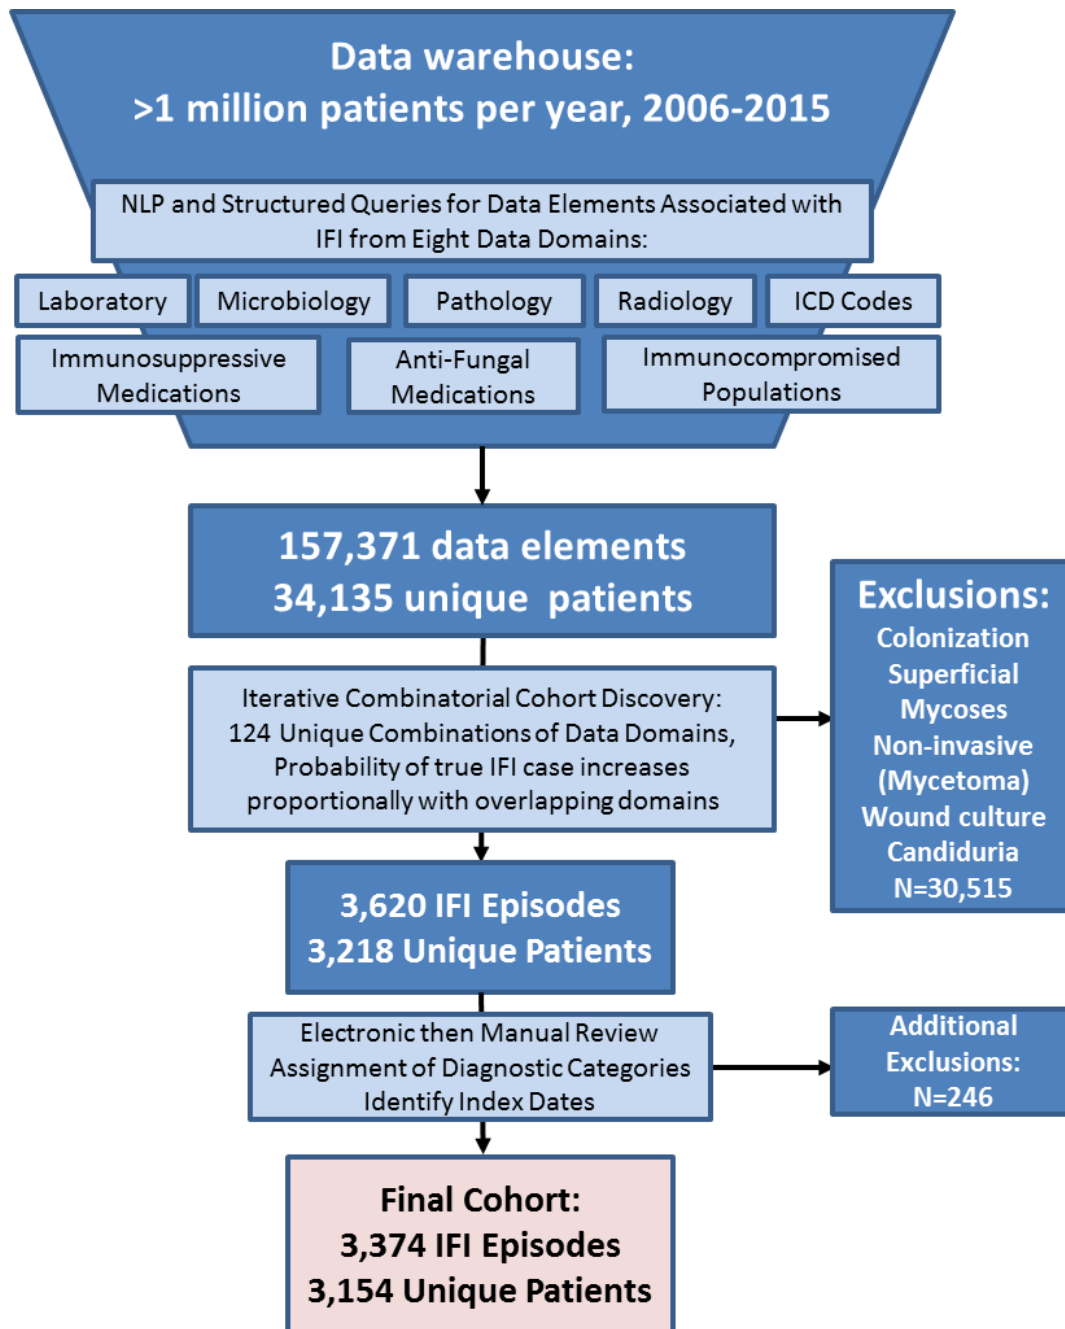 Data warehouse:
>1 million patients per year, 2006-2015
NLP and Structured Queries for Data Elements Associated with
IFI from Eight Data Domains:
Laboratory
Microbiology
Pathology
Radiology
ICD Codes
Immunosuppressive
Medications
Anti-Fungal
Medications
Immunocompromised
Populations
157,371 data elements
34,135 unique patients
Iterative Combinatorial Cohort Discovery:
124 Unique Combinations of Data Domains,
Probability of true IFI case increases
proportionally with overlapping domains
Exclusions:
Colonization
Superficial
Mycoses
Non-invasive
(Mycetoma)
Wound culture
Candiduria
N=30,515
3,620 IFI Episodes
3,218 Unique Patients
Electronic then Manual Review
Assignment of Diagnostic Categories
Identify Index Dates
Additional
Exclusions:
N=246
Final Cohort:
3,374 IFI Episodes
3,154 Unique Patients